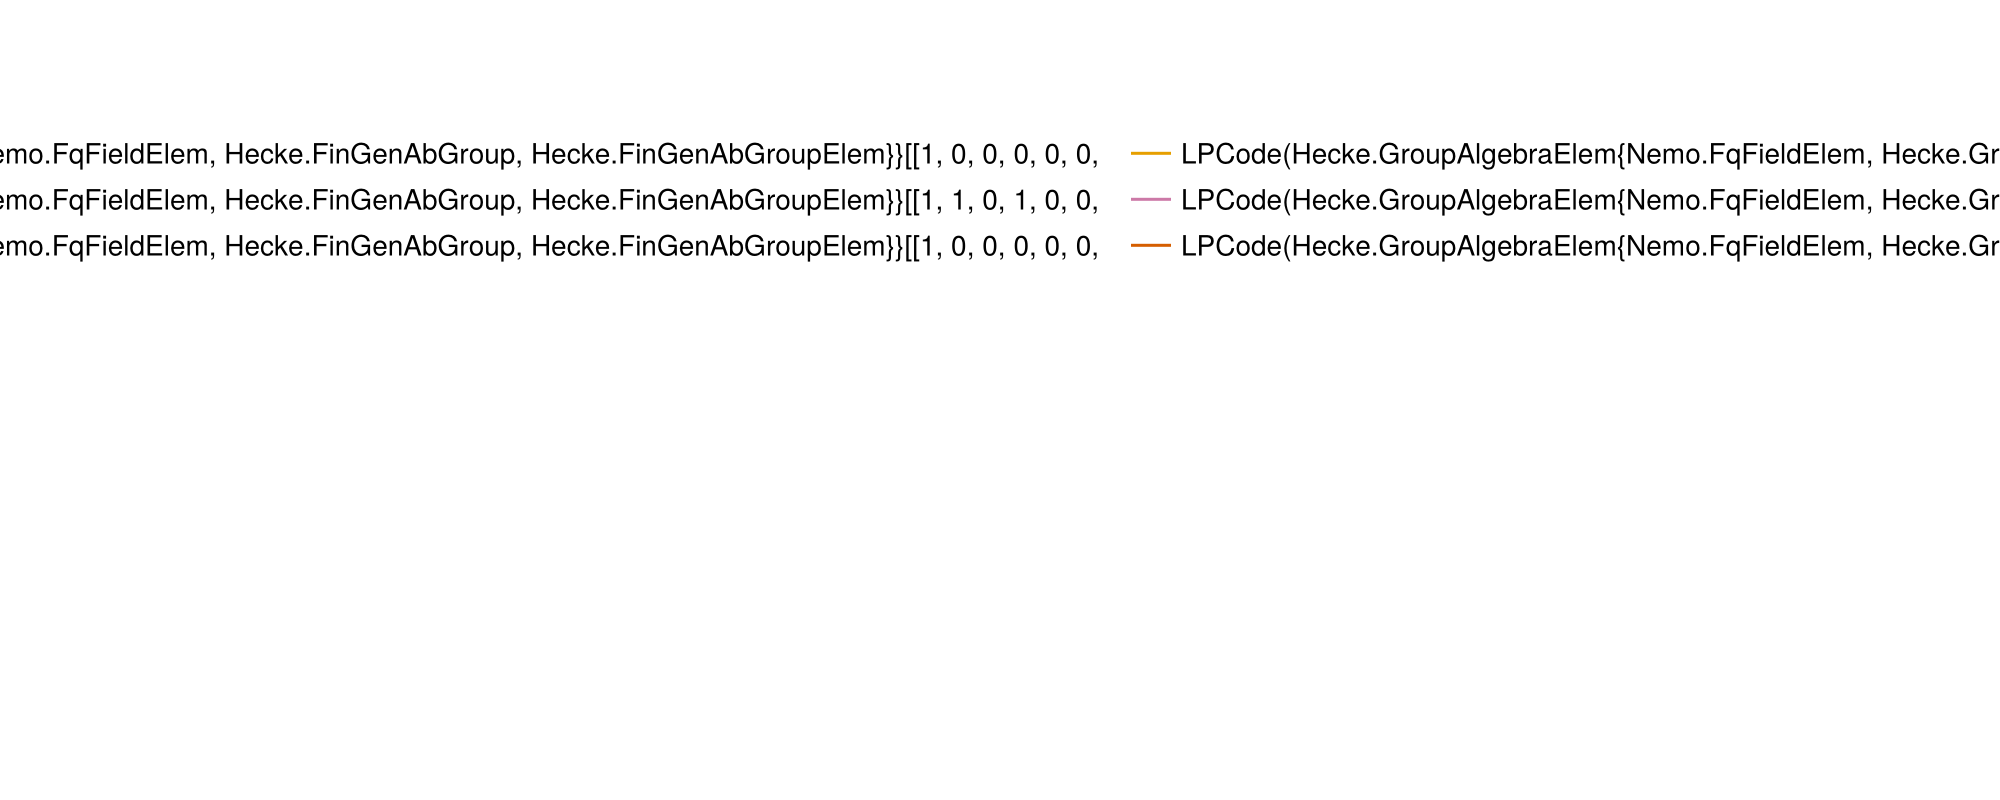 emo.FqFieldElem, Hecke.FinGenAbGroup, Hecke.FinGenAbGroupElem}}[[1, 0, 0, 0, 0, 0, LPCode(Hecke.GroupAlgebraElem{Nemo.FqFieldElem, Hecke.Gr
emo.FqFieldElem, Hecke.FinGenAbGroup, Hecke.FinGenAbGroupElem}}[[1, 1, 0, 1, 0, 0, LPCode(Hecke.GroupAlgebraElem{Nemo.FqFieldElem, Hecke.Gr
emo.FqFieldElem, Hecke.FinGenAbGroup, Hecke.FinGenAbGroupElem}}[[1, 0, 0, 0, 0, 0, LPCode(Hecke.GroupAlgebraElem{Nemo.FqFieldElem, Hecke.Gr